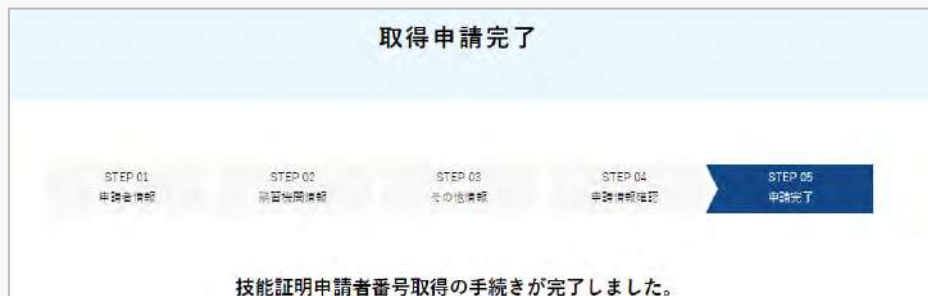 取得申請完了
STEP 01
申請者情報
STEP 02
講習機関情報
STEP 03
その他情報
STEP 04
申請情報確認
STEP 05
申請完了
技能証明申請者番号取得の手続きが完了しました。